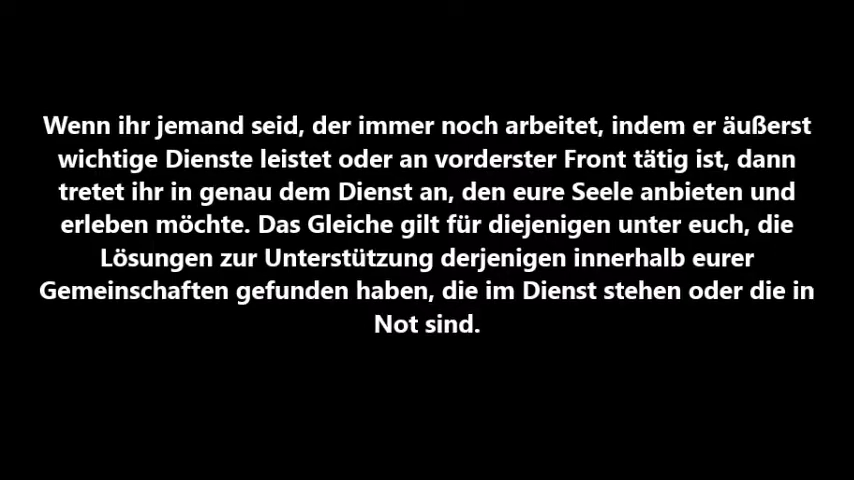 Wenn ihr jemand seid, der immer noch arbeitet, indem er äußerst
wichtige Dienste leistet oder an vorderster Front tätig ist, dann
tretet ihr in genau dem Dienst an, den eure Seele anbieten und
erleben möchte. Das Gleiche gilt für diejenigen unter euch, die
Lösungen zur Unterstützung derjenigen innerhalb eurer
Gemeinschaften gefunden haben, die im Dienst stehen oder die in
Not sind.